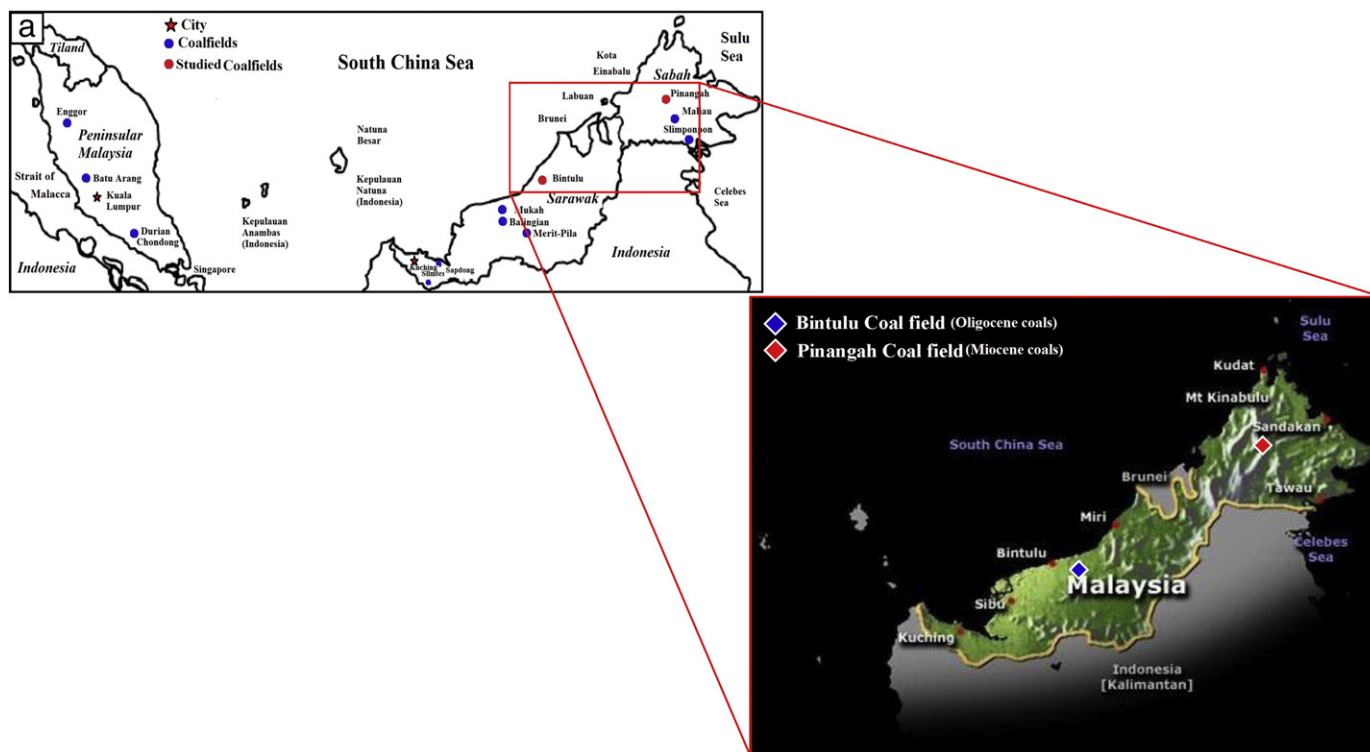 a
City
Coalfields
Studied Coalfields
Tiland
South China Sea
Sulu
Sea
Kota
Einabalu
Sabah
Labuan
Pinangah
Enggor
Maliau
Brunei
Slimponpon
Peninsular
Malaysia
Natuna
Besar
Strait of
Malacca
Batu Arang
Kepulauan
Natuna
(Indonesia)
Bintulu
Celebes
Sea
Kuala
Lumpur
Sarawak
Mukah
Kepulauan
Anambas
(Indonesia)
Balingian
Merit-Pila
Durian
Chondong
Indonesia
Indonesia
Singapore
Kuching
Sapdong
Bintulu Coal field (Oligocene coals)
Pinangah Coal field (Miocene coals)
Sulu
Sea
Kudat
Mt Kinabulu
Sandakan
South China Sea
Brunei
Tawau
Miri
Celebes
Sea
Bintulu
Malaysia
Sibu
Kuching
Indonesia
[Kalimantan]